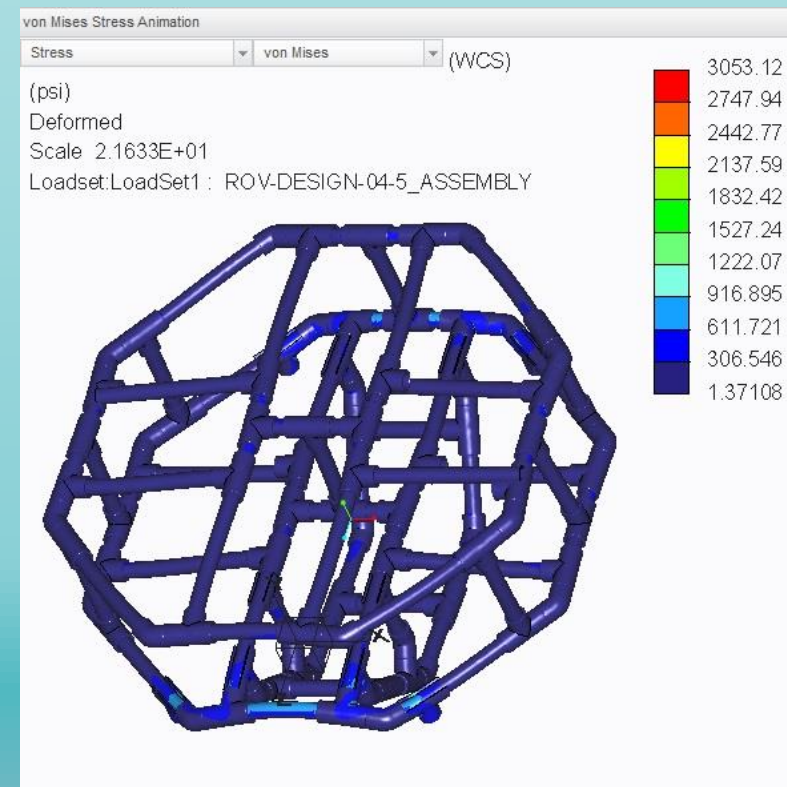 von Mises Stress Animation
Stress von Mises (WCS)
(psi)
Deformed
Scale 2.1633E+01
Loadset:LoadSet1 : ROV-DESIGN-04-5_ASSEMBLY
3053.12
2747.94
2442.77
2137.59
1832.42
1527.24
1222.07
916.895
611.721
306.546
1.37108